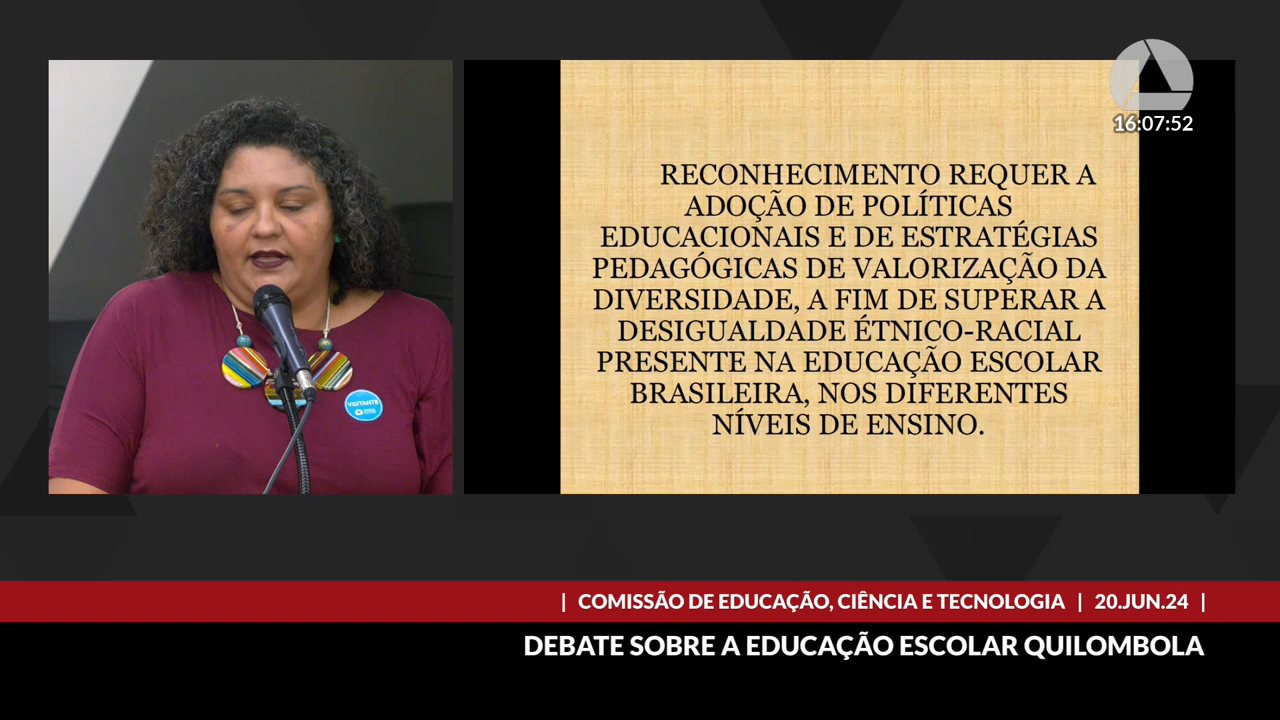 16:07:52
RECONHECIMENTO REQUER A
ADOÇÃO DE POLÍTICAS
EDUCACIONAIS E DE ESTRATÉGIAS
PEDAGÓGICAS DE VALORIZAÇÃO DA
DIVERSIDADE, A FIM DE SUPERAR A
DESIGUALDADE ÉTNICO-RACIAL
PRESENTE NA EDUCAÇÃO ESCOLAR
BRASILEIRA, NOS DIFERENTES
NÍVEIS DE ENSINO.
VISITANTE
| COMISSÃO DE EDUCAÇÃO, CIÊNCIA E TECNOLOGIA | 20.JUN.24 |
DEBATE SOBRE A EDUCAÇÃO ESCOLAR QUILOMBOLA